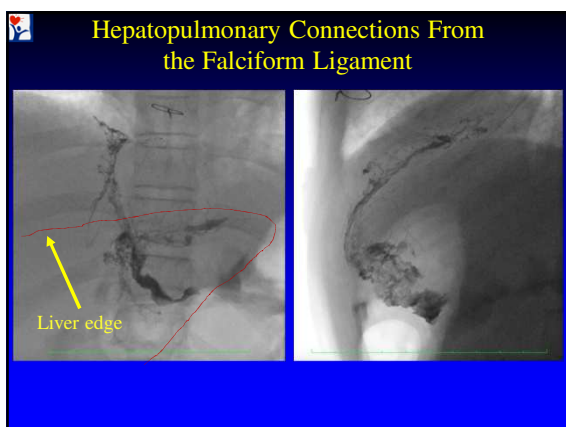 Hepatopulmonary Connections From
the Falciform Ligament
Liver edge